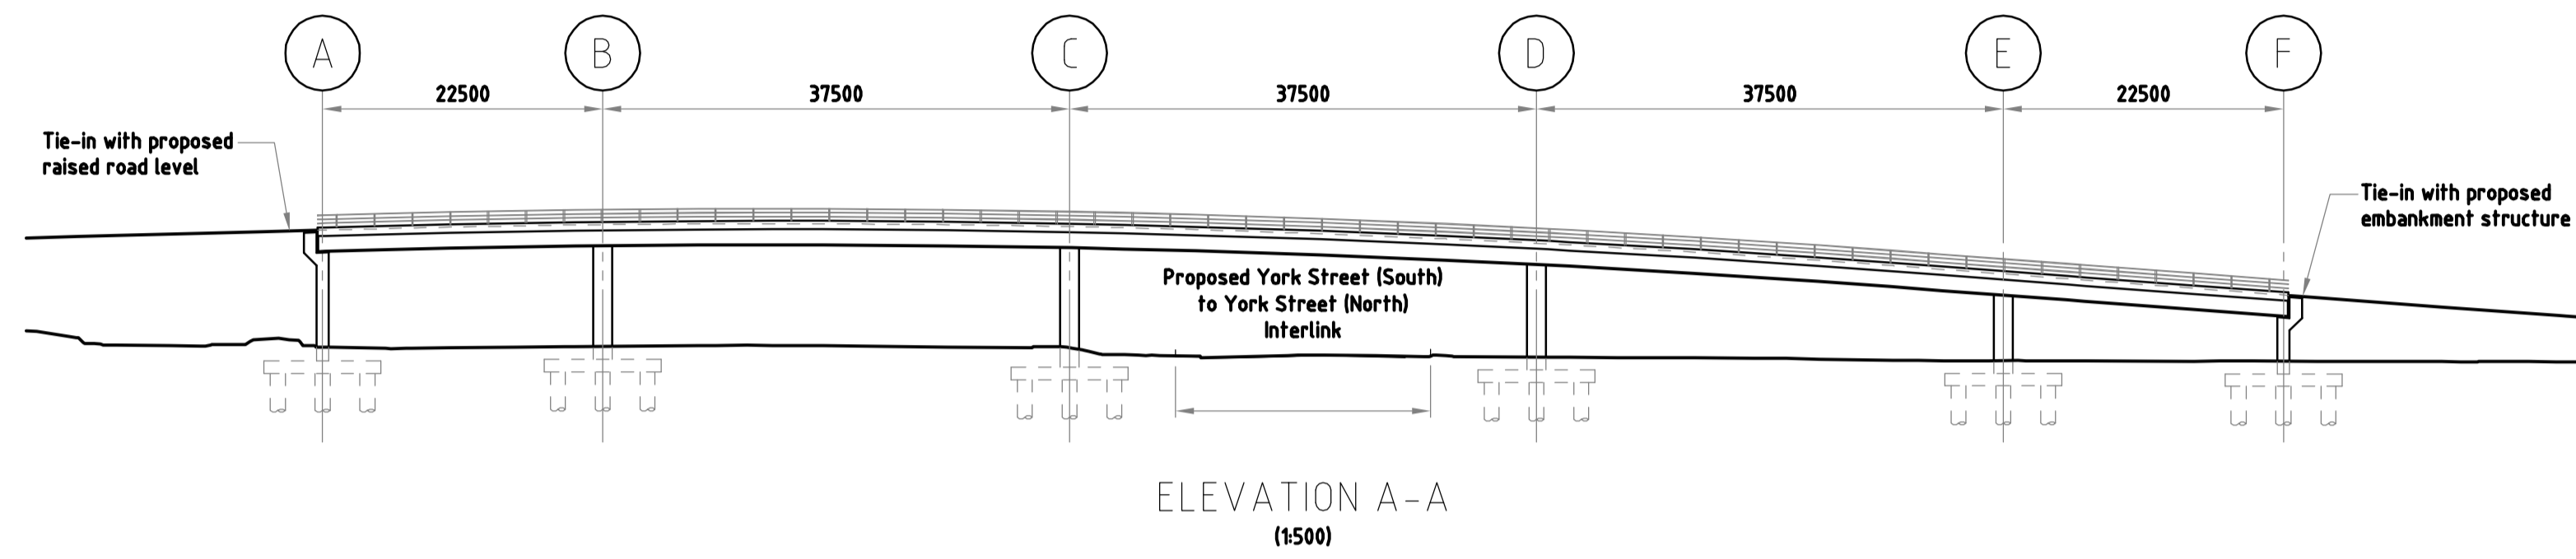 A B C D E F
22500 37500 37500 37500 22500
Tie-in with proposed
raised road level
Tie-in with proposed
embankment structure
Proposed York Street (South)
to York Street (North)
Interlink
ELEVATION A-A
(1:500)